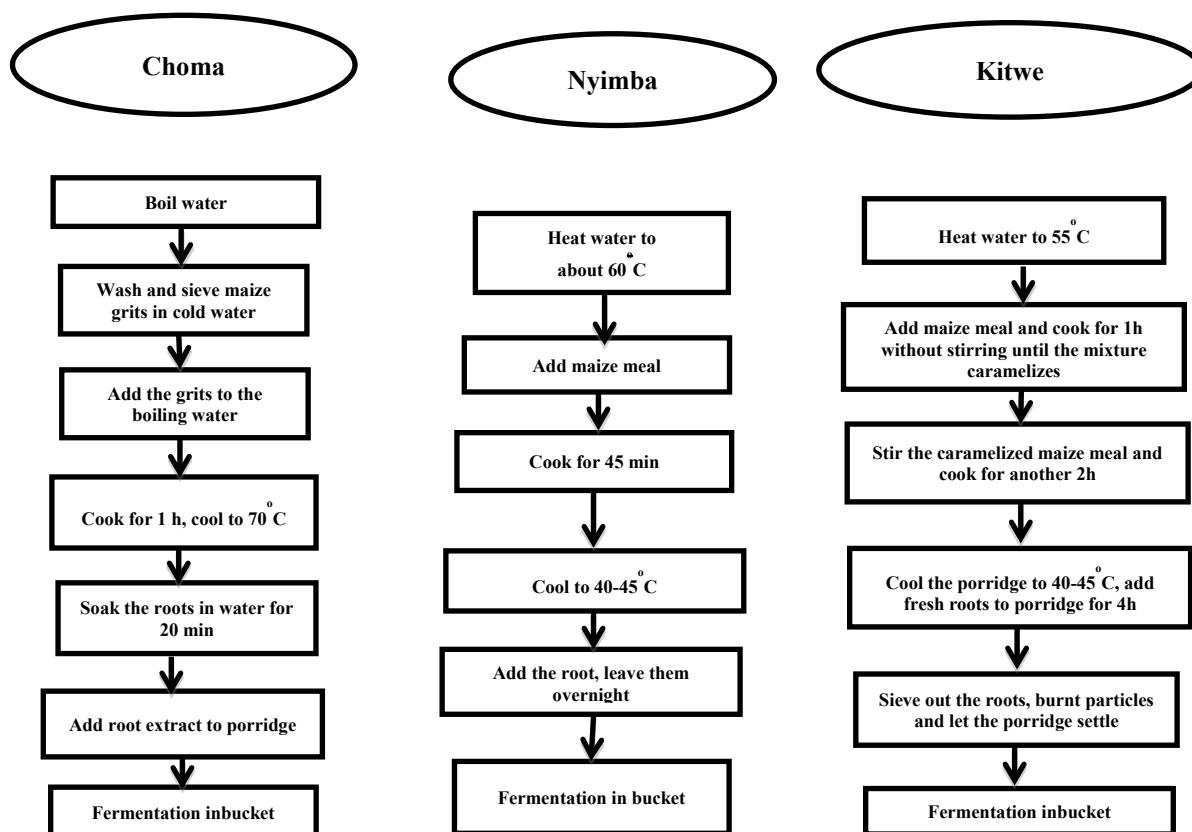 Choma
Boil water
Wash and sieve maize
grits in cold water
Add the grits to the
boiling water
Cook for 1 h, cool to 70°C
Soak the roots in water for
20 min
Add root extract to porridge
Fermentation inbucket
Nyimba
Heat water to
about 60°C
Add maize meal
Cook for 45 min
Cool to 40-45°C
Add the root, leave them
overnight
Fermentation in bucket
Kitwe
Heat water to 55°C
Add maize meal and cook for 1h
without stirring until the mixture
caramelizes
Stir the caramelized maize meal and
cook for another 2h
Cool the porridge to 40-45°C, add
fresh roots to porridge for 4h
Sieve out the roots, burnt particles
and let the porridge settle
Fermentation inbucket